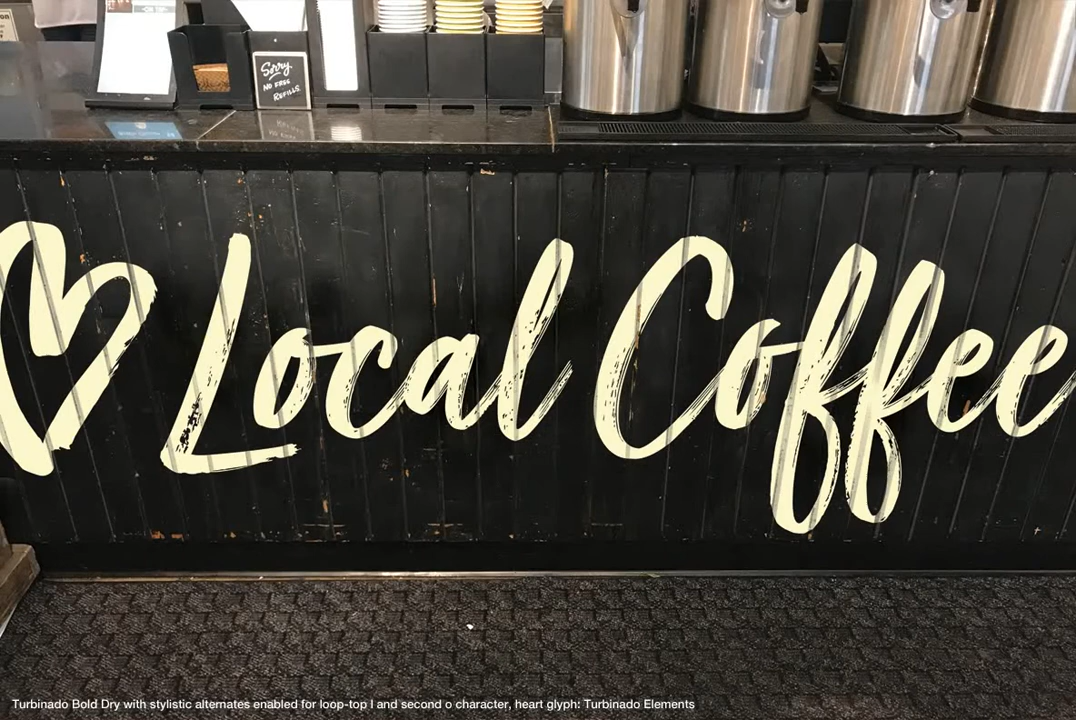 Sorry,
NO FREE
REFILLS
Local Coffee
Turbinado Bold Dry with stylistic alternates enabled for loop-top l and second o character, heart glyph: Turbinado Elements